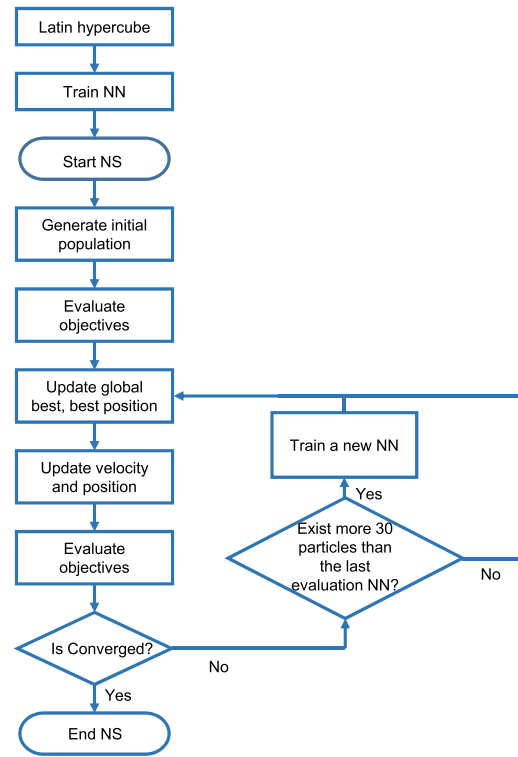 Latin hypercube
Train NN
Start NS
Generate initial
population
Evaluate
objectives
Update global
best, best position
Update velocity
and position
Evaluate
objectives
Is Converged?
Yes
No
End NS
Exist more 30
particles than
the last
evaluation NN?
Yes
No
Train a new NN